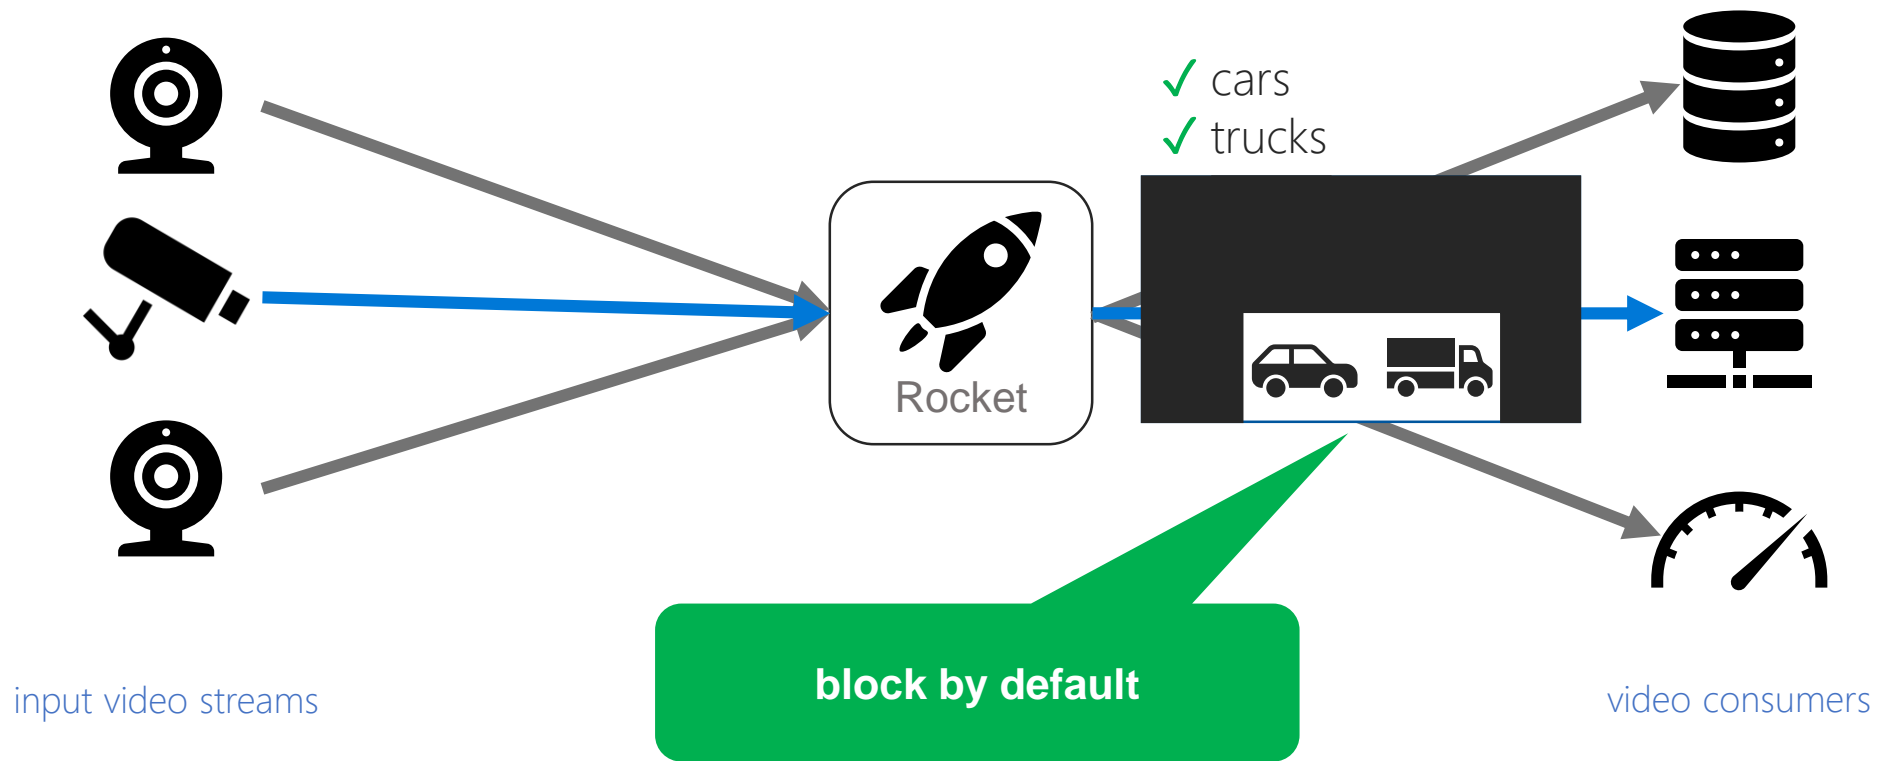 ✓ cars
✓ trucks
Rocket
block by default
input video streams
video consumers